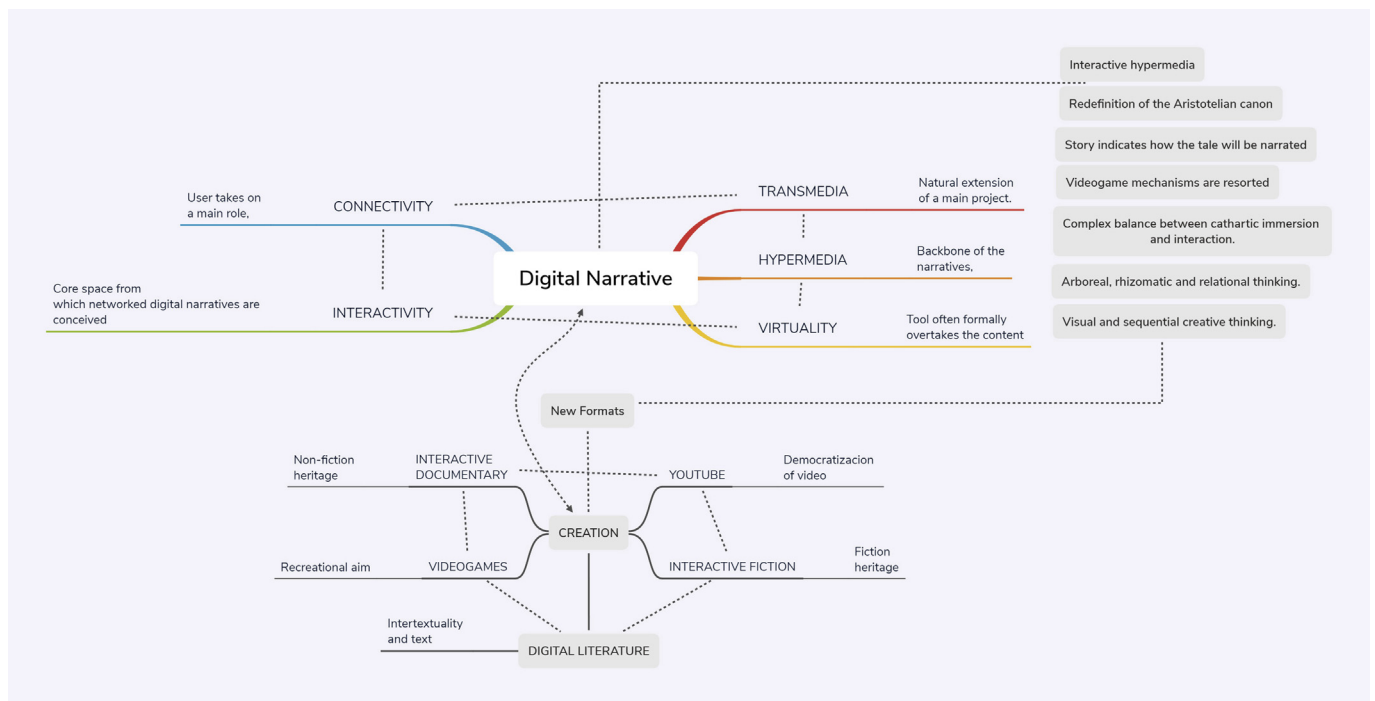 Interactive hypermedia
Redefinition of the Aristotelian canon
Story indicates how the tale will be narrated
Videogame mechanisms are resorted
Complex balance between cathartic immersion
and interaction.
Arboreal, rhizomatic and relational thinking.
Visual and sequential creative thinking.
User takes on
a main role,
CONNECTIVITY
Core space from
which networked digital narratives are
conceived
INTERACTIVITY
Digital Narrative
TRANSMEDIA
Natural extension
of a main project.
HYPERMEDIA
Backbone of the
narratives,
VIRTUALITY
Tool often formally
overtakes the content
New Formats
Non-fiction
heritage
INTERACTIVE
DOCUMENTARY
YOUTUBE
Democratizacion
of video
CREATION
Recreational aim
VIDEOGAMES
INTERACTIVE FICTION
Fiction
heritage
Intertextuality
and text
DIGITAL LITERATURE